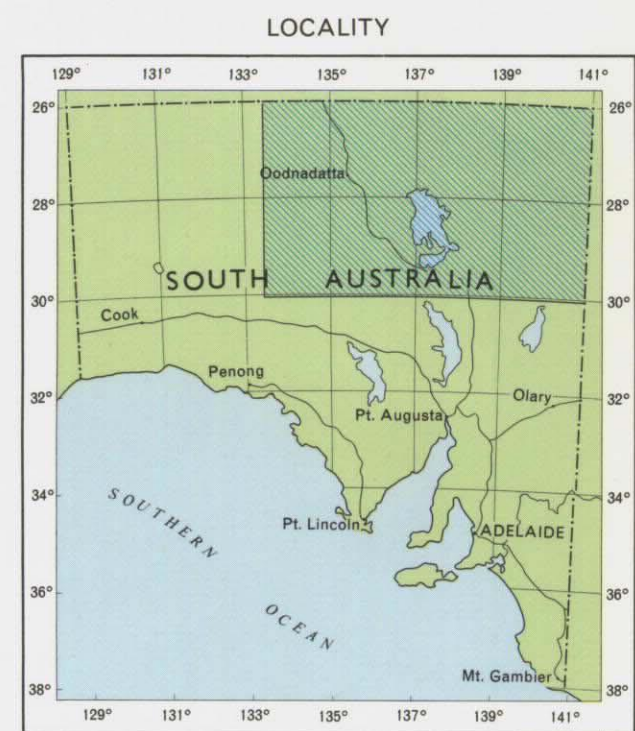 LOCALITY
129° 131° 133° 135° 137° 139° 141°
26° 26°
Oodnadatta
28° 28°
SOUTH AUSTRALIA
30° 30°
Cook
Penong
32° Olary 32°
Pt. Augusta
34° 34°
SOUTHERN
Pt. Lincoln
ADELAIDE
36° 36°
OCEAN
Mt. Gambier
38° 38°
129° 131° 133° 135° 137° 139° 141°